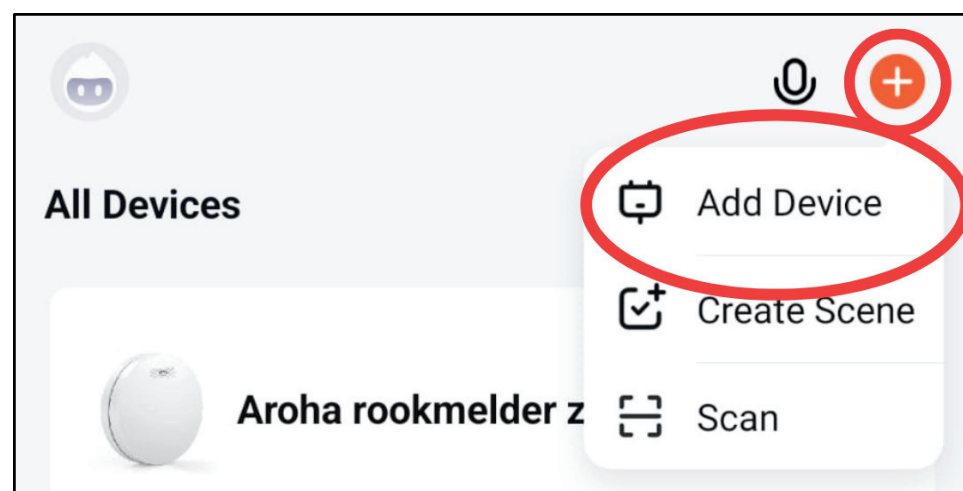 All Devices
Add Device
Create Scene
Aroha rookmelder z
Scan